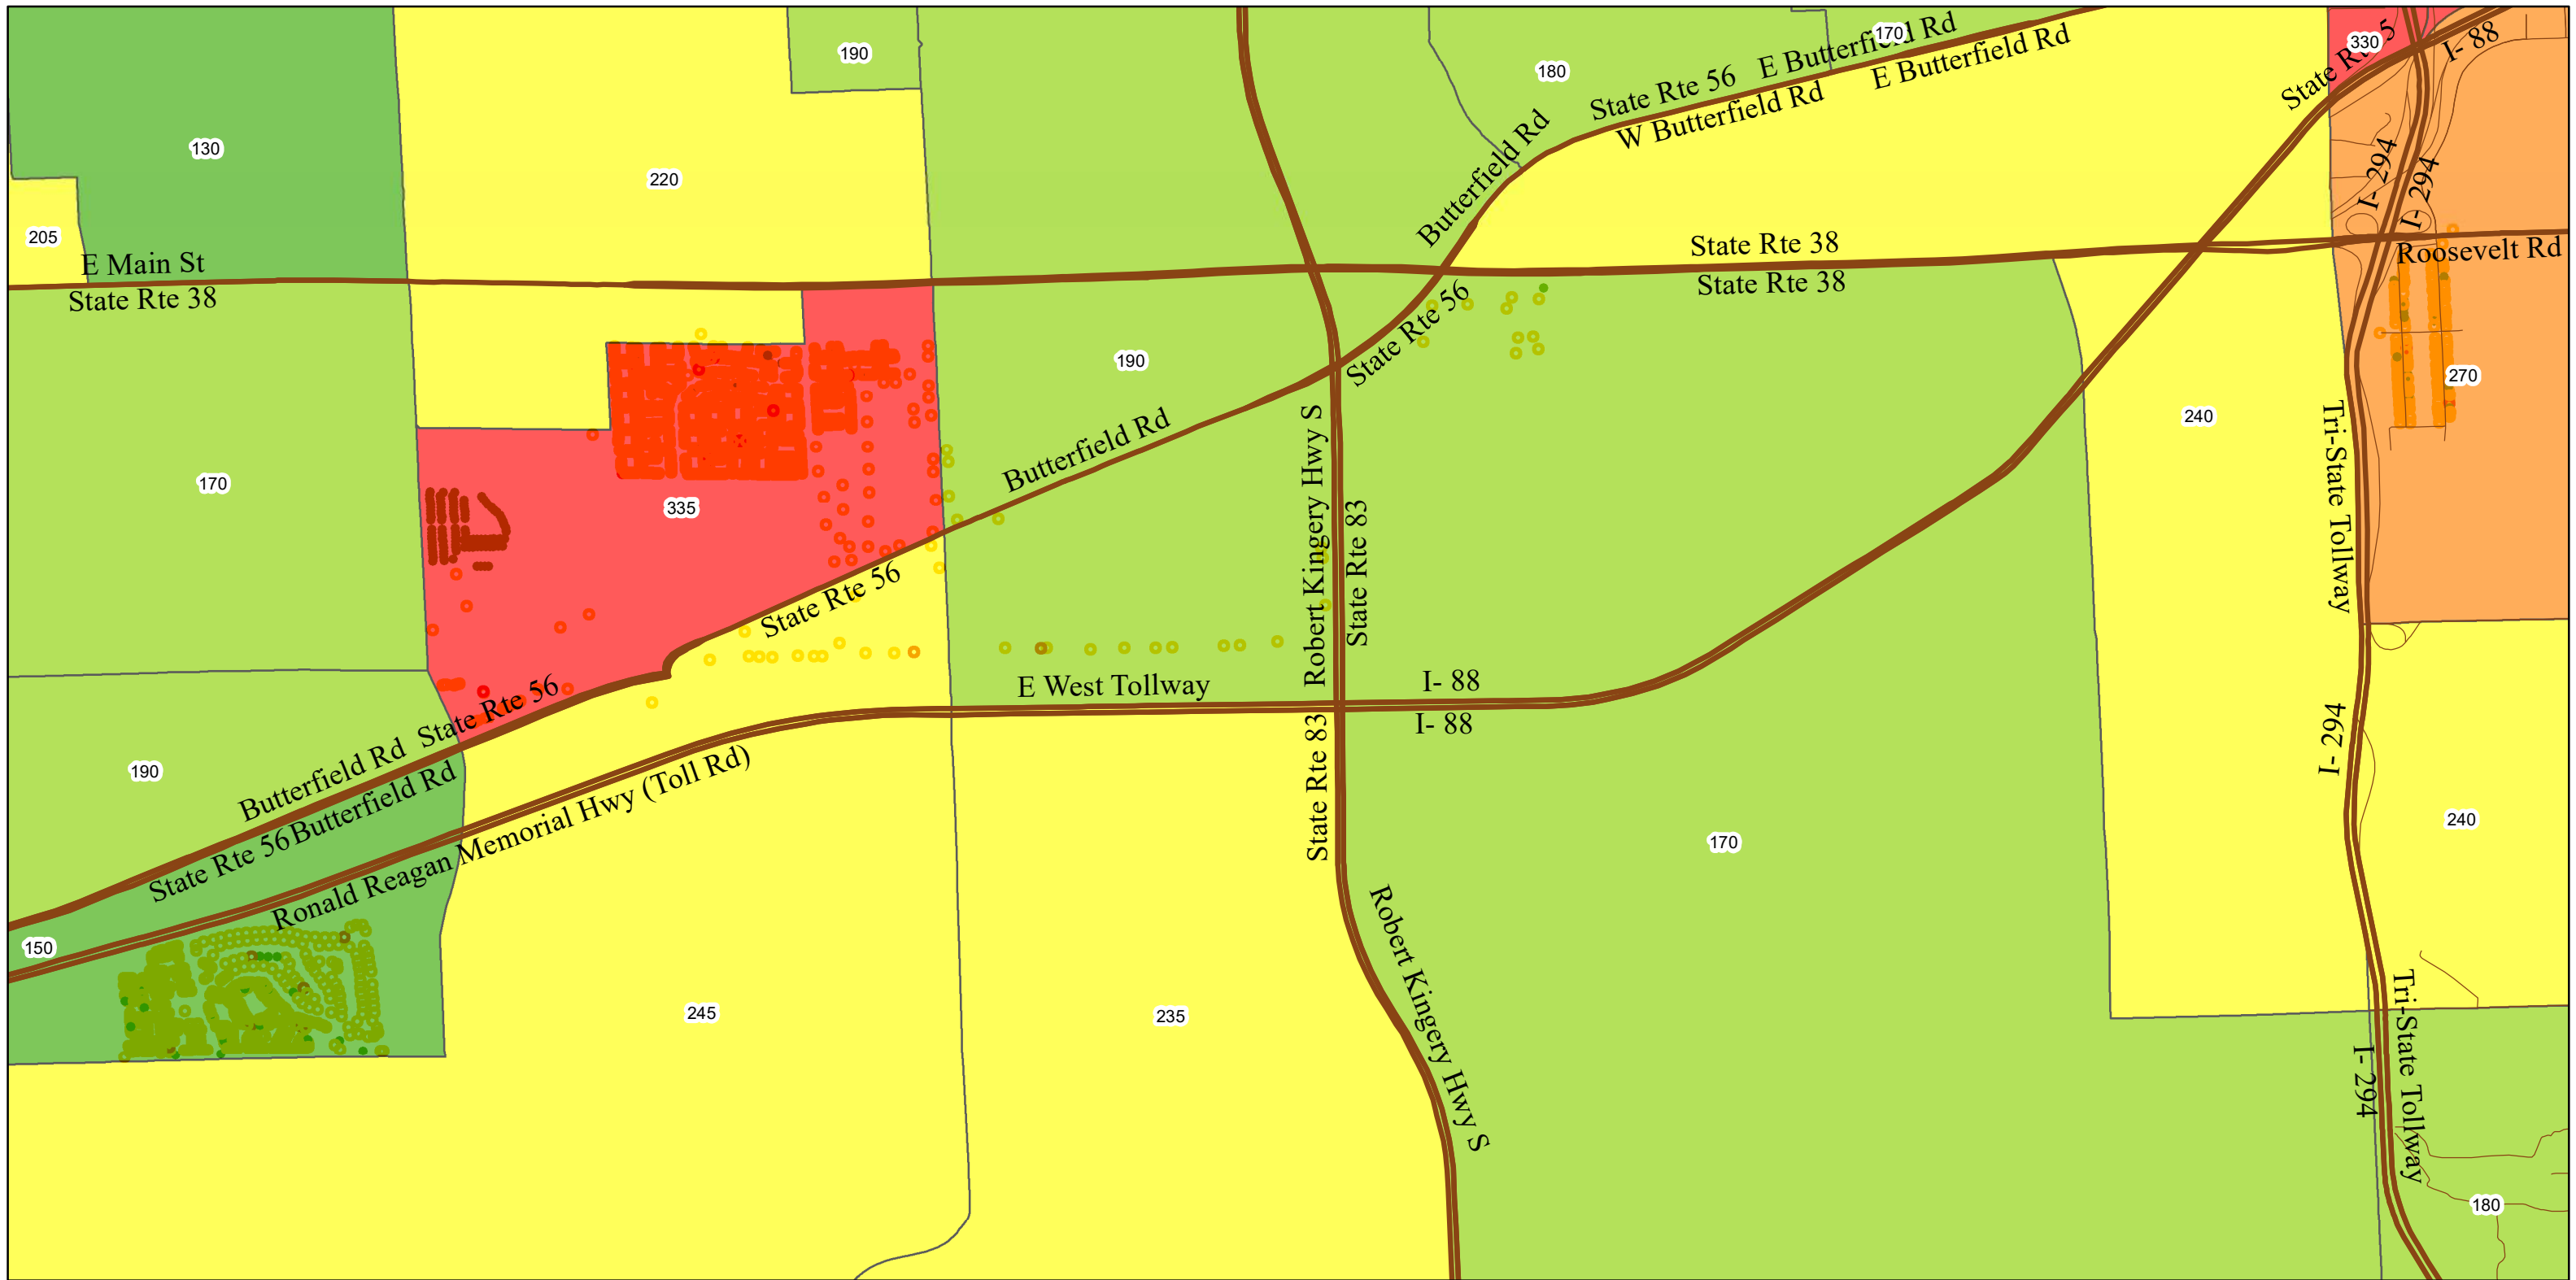 190
170
E Butterfield Rd
330
State Rte 5
I- 88
180
State Rte 56
E Butterfield Rd
W Butterfield Rd
130
220
Butterfield Rd
I- 294
I- 294
205
E Main St
State Rte 38
State Rte 38
State Rte 38
Roosevelt Rd
190
State Rte 56
270
240
170
335
Butterfield Rd
Robert Kingery Hwy S
State Rte 83
Tri-State Tollway
State Rte 56
E West Tollway
I- 88
I- 88
State Rte 56
Butterfield Rd
190
State Rte 56
Butterfield Rd
Ronald Reagan Memorial Hwy (Toll Rd)
State Rte 83
I- 294
240
170
150
245
235
Robert Kingery Hwy S
Tri-State Tollway
I- 294
180